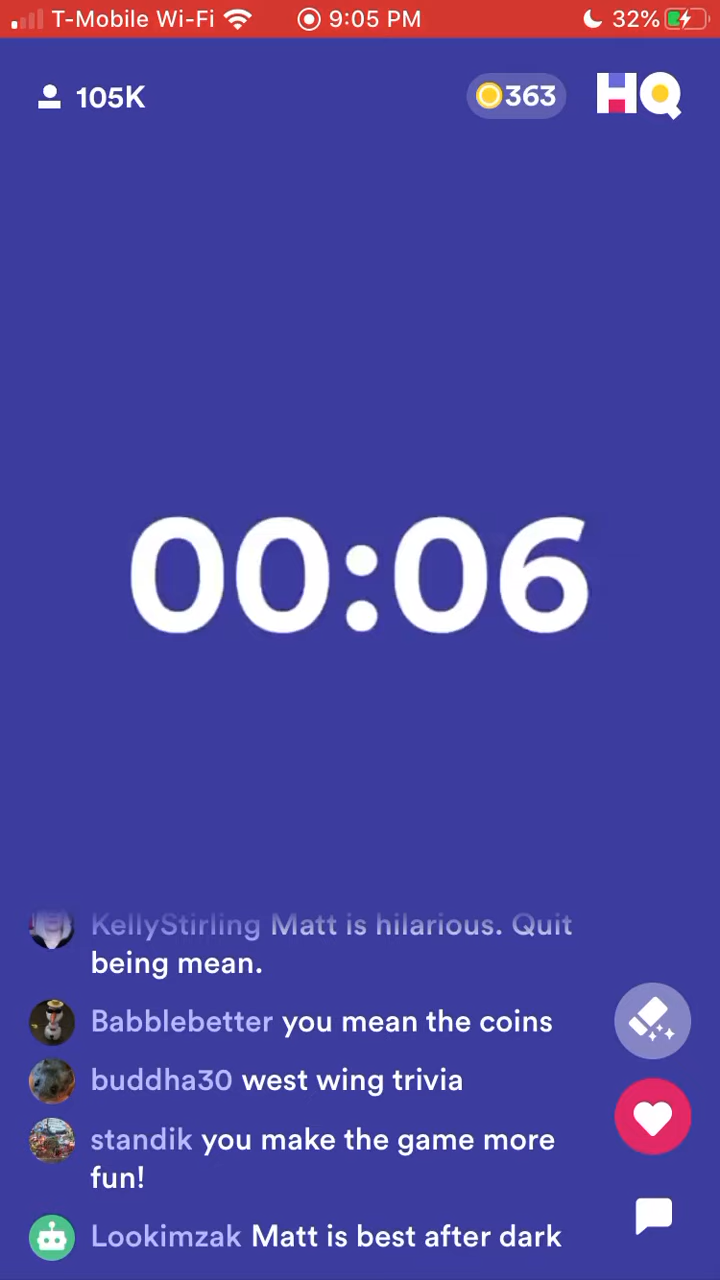 T-Mobile Wi-Fi 9:05 PM 32%
105K 363 HQ
00:06
KellyStirling Matt is hilarious. Quit
being mean.
Babblebetter you mean the coins
buddha30 west wing trivia
standik you make the game more
fun!
Lookimzak Matt is best after dark